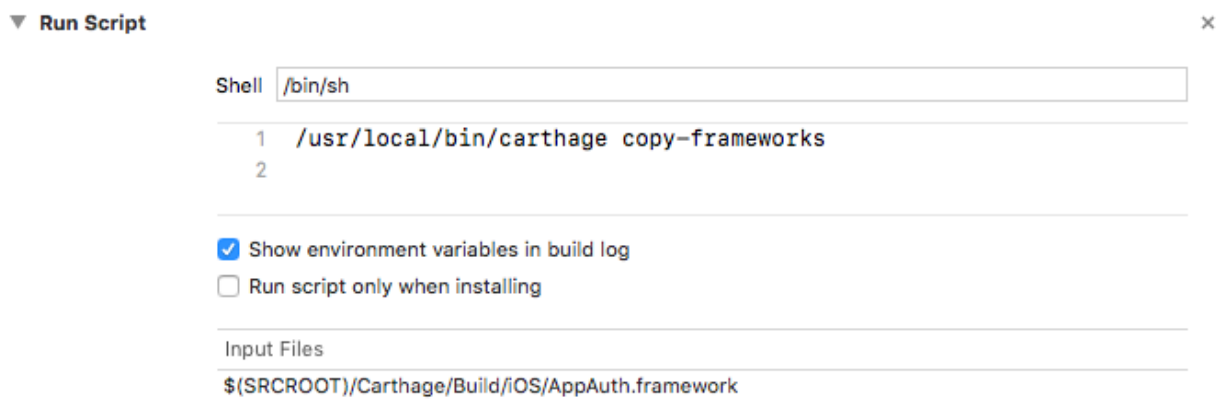 Run Script
Shell /bin/sh
1 /usr/local/bin/carthage copy-frameworks
2
Show environment variables in build log
Run script only when installing
Input Files
$(SRCROOT)/Carthage/Build/iOS/AppAuth.framework